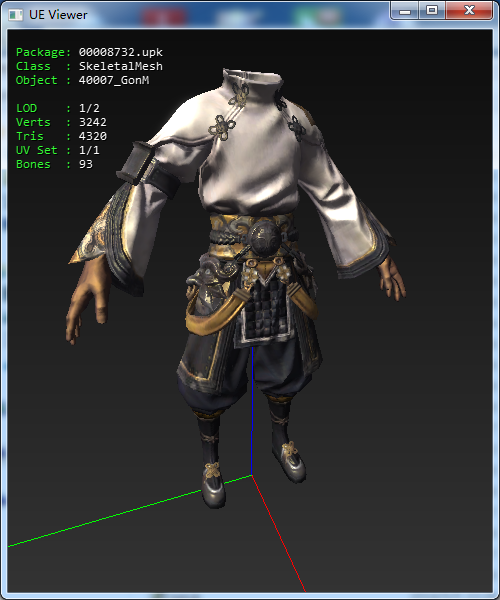 UE Viewer
Package: 00008732.upk
Class : SkeletalMesh
Object : 40007_GonM
LOD : 1/2
Verts : 3242
Tris : 4320
UV Set : 1/1
Bones : 93